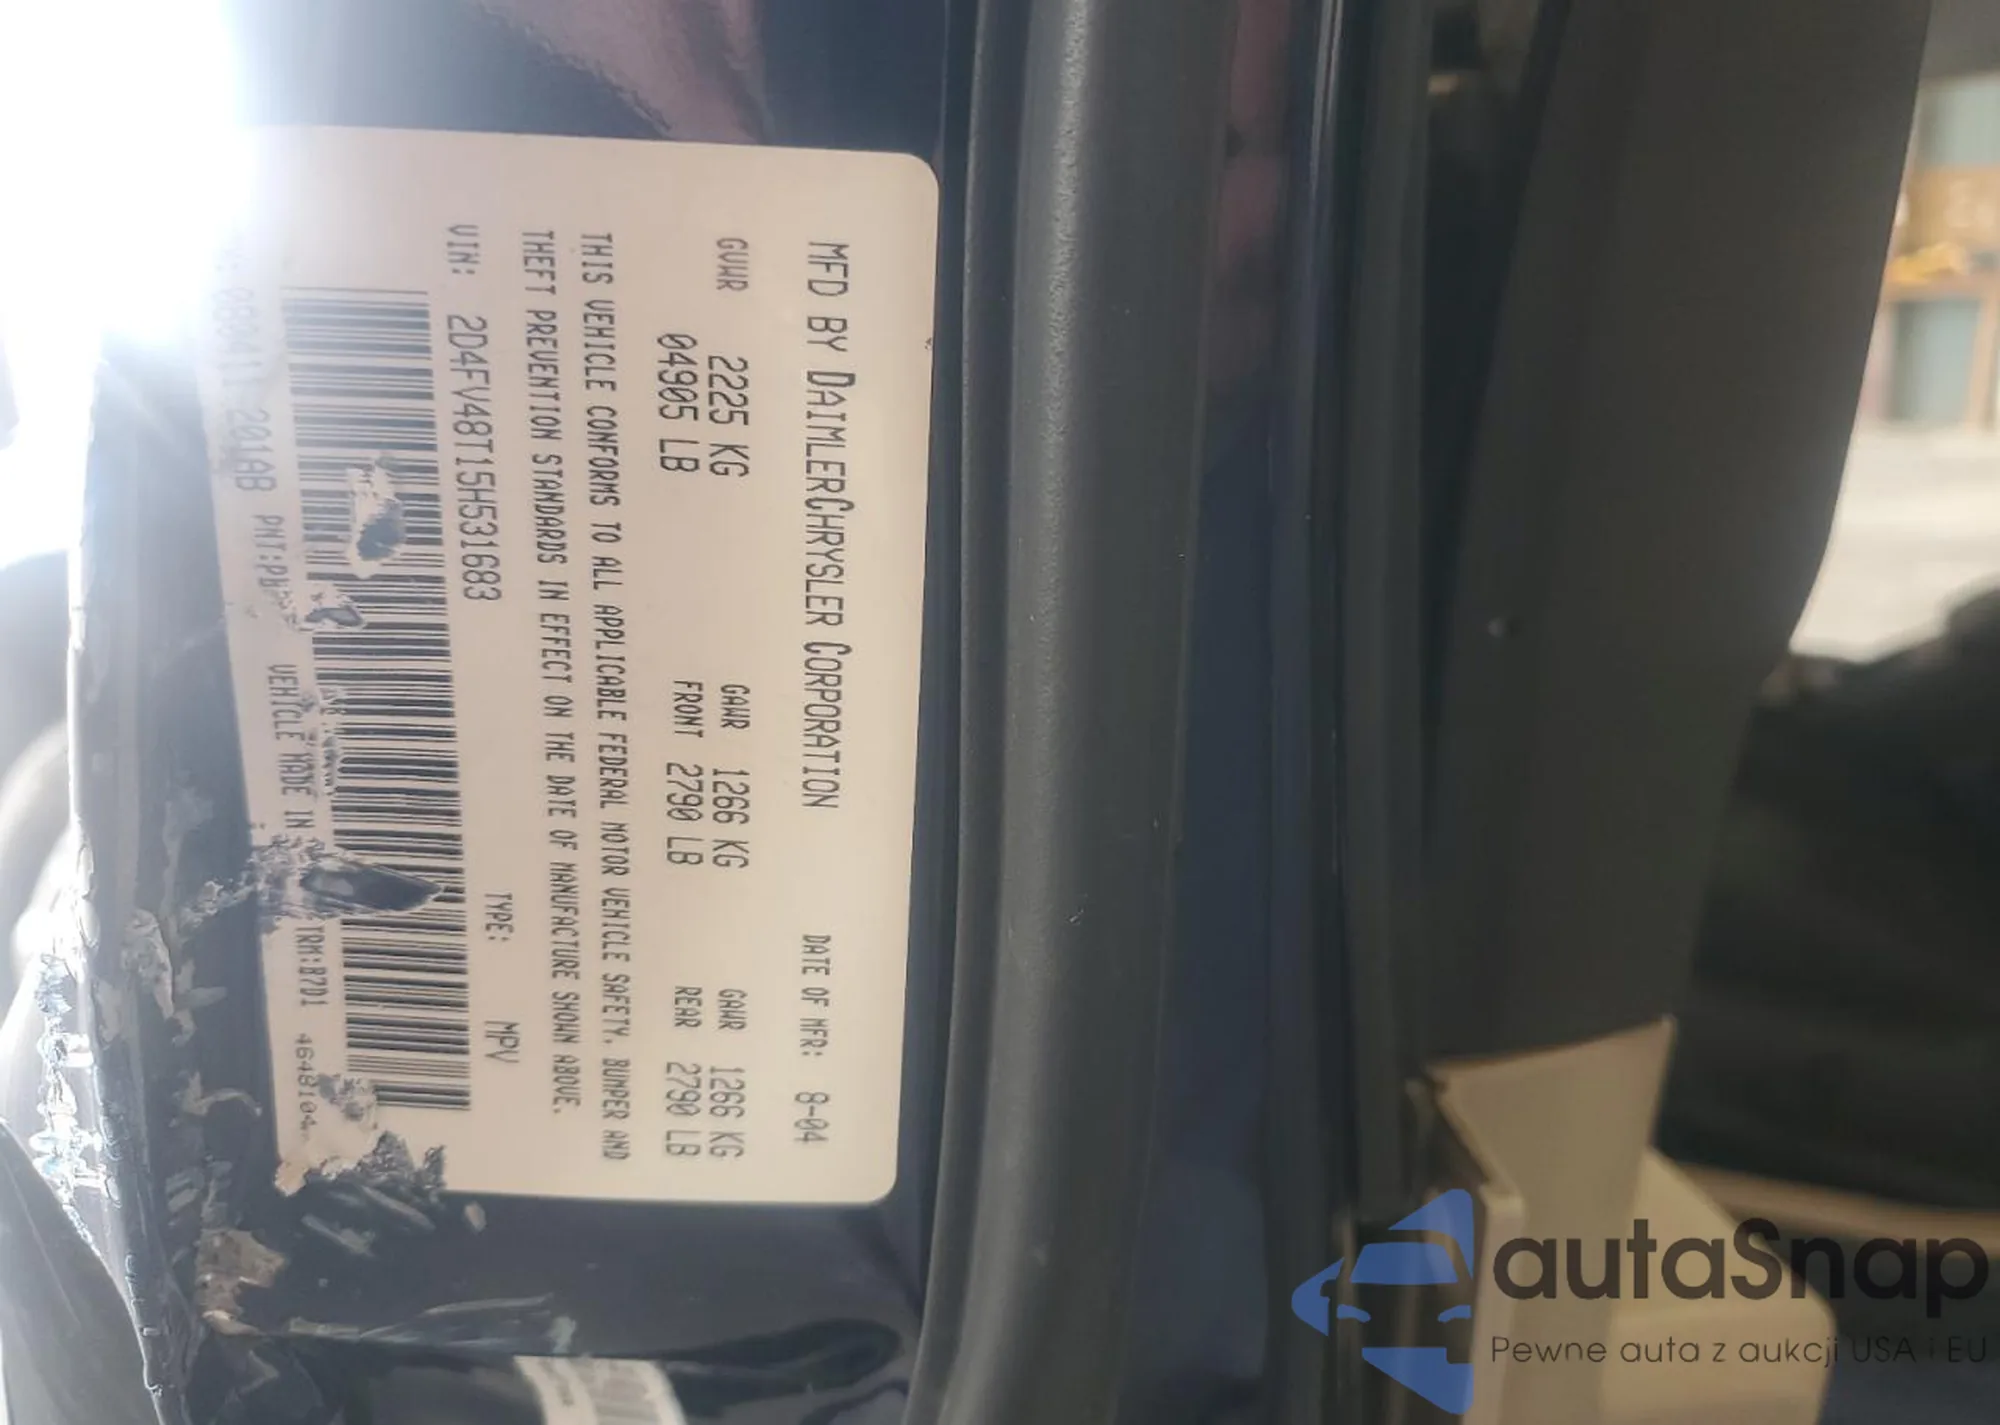 MFD BY DAIMLERCHRYSLER CORPORATION DATE OF MFR: 8-04
GVWR 2225 KG GAWR 1266 KG GAWR 1266 KG
04905 LB FRONT 2790 LB REAR 2790 LB
THIS VEHICLE CONFORMS TO ALL APPLICABLE FEDERAL MOTOR VEHICLE SAFETY, BUMPER AND
THEFT PREVENTION STANDARDS IN EFFECT ON THE DATE OF MANUFACTURE SHOWN ABOVE.
VIN: 2D4FV48T15H531683 TYPE: MPV
VEHICLE MADE IN TRM:B7D1
autaSnap
Pewne auta z aukcji USA i EU